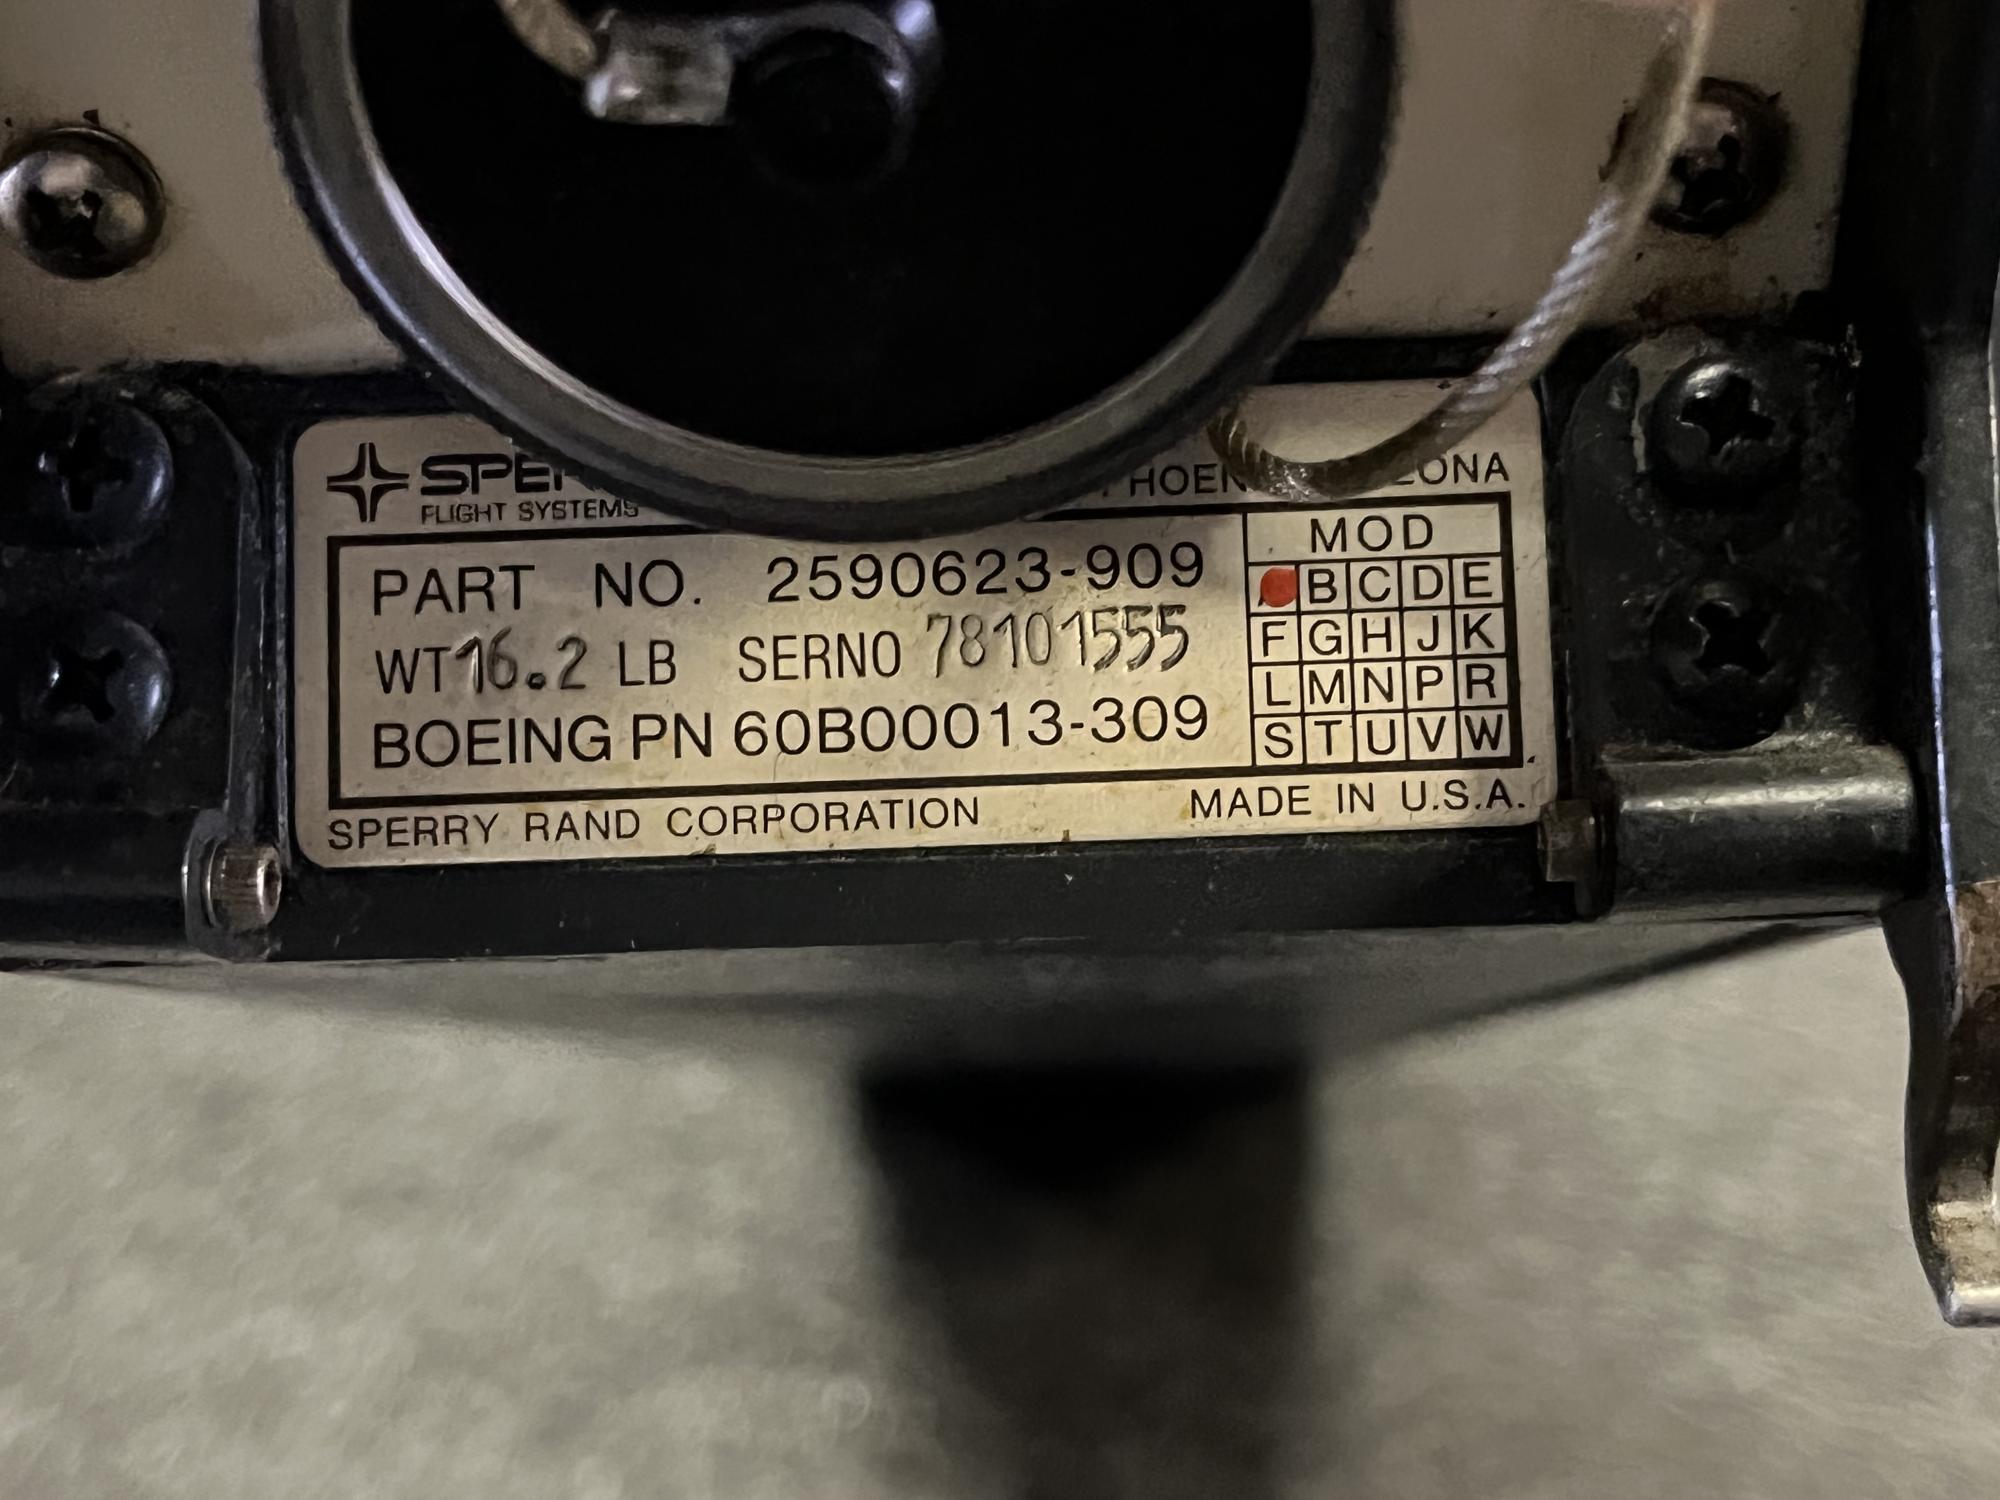 FLIGHT SYSTEMS
PART NO. 2590623-909
WT 16.2 LB SERNO 78101555
BOEING PN 60B00013-309
MOD
B C D E
F G H J K
L M N P R
S T U V W
SPERRY RAND CORPORATION MADE IN U.S.A.